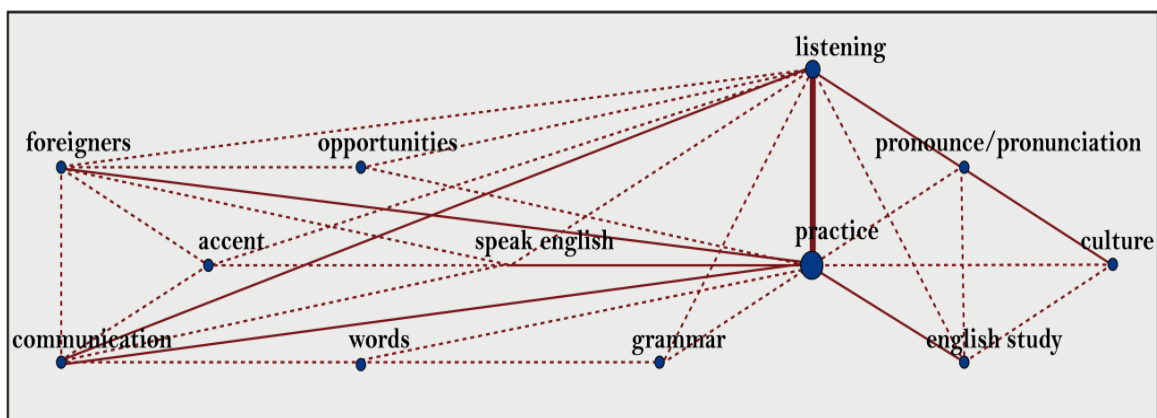 listening
foreigners
opportunities
pronounce/pronunciation
accent
speak english
practice
culture
communication
words
grammar
english study